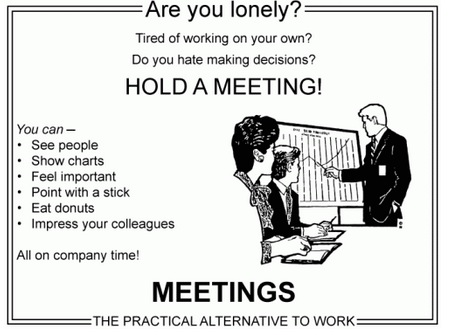 Are you lonely?
Tired of working on your own?
Do you hate making decisions?
HOLD A MEETING!
You can –
• See people
• Show charts
• Feel important
• Point with a stick
• Eat donuts
• Impress your colleagues
All on company time!
MEETINGS
THE PRACTICAL ALTERNATIVE TO WORK